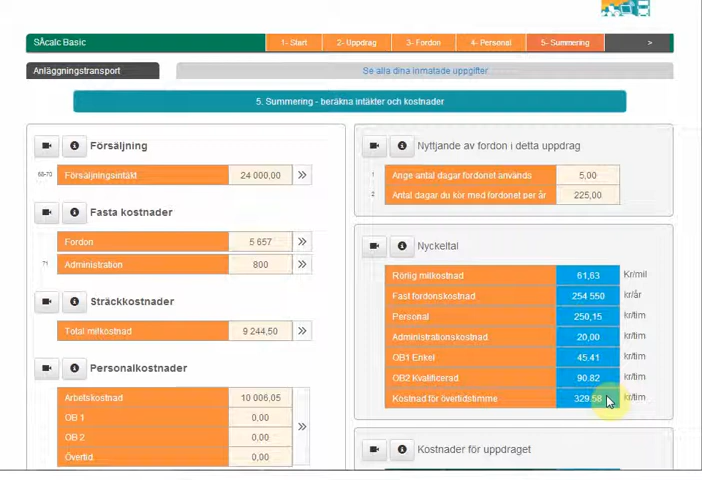 SÅcalc Basic
1- Start
2- Uppdrag
3- Fordon
4- Personal
5- Summering
>
Anläggningstransport
Se alla dina inmatade uppgifter
5. Summering - beräkna intäkter och kostnader
Försäljning
68-70 Försäljningsintäkt 24 000,00
Fasta kostnader
Fordon 5 657
71 Administration 800
Sträckkostnader
Total milkostnad 9 244,50
Personalkostnader
Arbetskostnad 10 006,05
OB 1 0,00
OB 2 0,00
Övertid. 0,00
Nyttjande av fordon i detta uppdrag
1 Ange antal dagar fordonet används 5,00
2 Antal dagar du kör med fordonet per år 225,00
Nyckeltal
Rörlig milkostnad 61,63 Kr/mil
Fast fordonskostnad 254 550 kr/år
Personal 250,15 kr/tim
Administrationskostnad 20,00 kr/tim
OB1 Enkel 45.41 kr/tim
OB2 Kvalificerad 90.82 kr/tim
Kostnad för övertidstimme 329.58 kr/tim
Kostnader för uppdraget